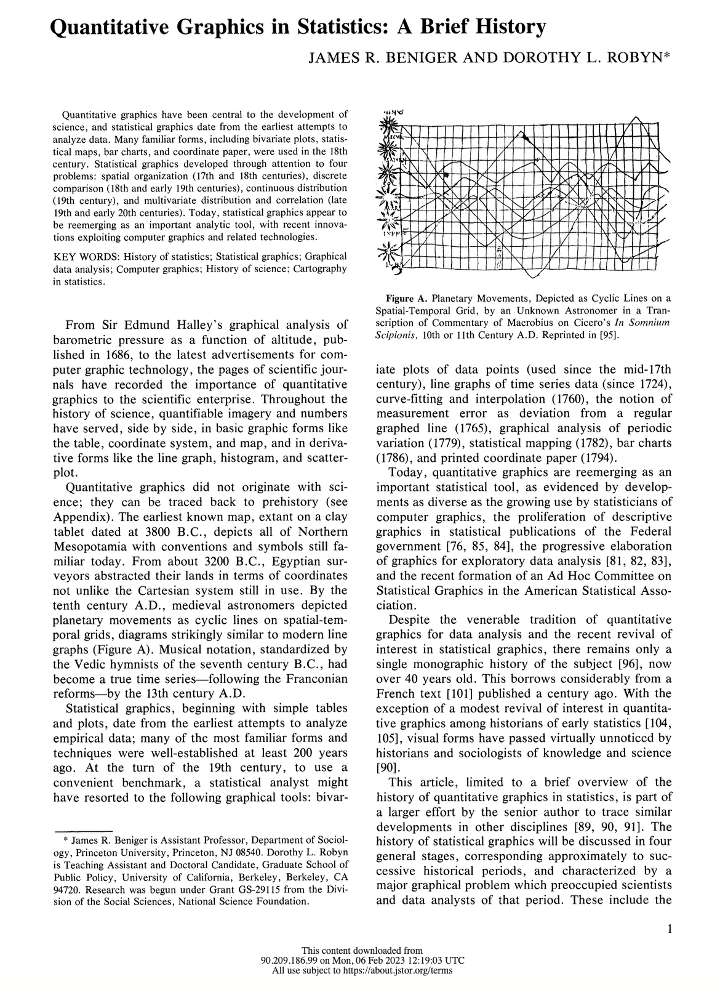 Quantitative Graphics in Statistics: A Brief History
JAMES R. BENIGER AND DOROTHY L. ROBYN*
Quantitative graphics have been central to the development of
science, and statistical graphics date from the earliest attempts to
analyze data. Many familiar forms, including bivariate plots, statis-
tical maps, bar charts, and coordinate paper, were used in the 18th
century. Statistical graphics developed through attention to four
problems: spatial organization (17th and 18th centuries), discrete
comparison (18th and early 19th centuries), continuous distribution
(19th century), and multivariate distribution and correlation (late
19th and early 20th centuries). Today, statistical graphics appear to
be reemerging as an important analytic tool, with recent innova-
tions exploiting computer graphics and related technologies.
KEY WORDS: History of statistics; Statistical graphics; Graphical
data analysis; Computer graphics; History of science; Cartography
in statistics.
From Sir Edmund Halley's graphical analysis of
barometric pressure as a function of altitude, pub-
lished in 1686, to the latest advertisements for com-
puter graphic technology, the pages of scientific jour-
nals have recorded the importance of quantitative
graphics to the scientific enterprise. Throughout the
history of science, quantifiable imagery and numbers
have served, side by side, in basic graphic forms like
the table, coordinate system, and map, and in deriva-
tive forms like the line graph, histogram, and scatter-
plot.
Quantitative graphics did not originate with sci-
ence; they can be traced back to prehistory (see
Appendix). The earliest known map, extant on a clay
tablet dated at 3800 B.C., depicts all of Northern
Mesopotamia with conventions and symbols still fa-
miliar today. From about 3200 B.C., Egyptian sur-
veyors abstracted their lands in terms of coordinates
not unlike the Cartesian system still in use. By the
tenth century A.D., medieval astronomers depicted
planetary movements as cyclic lines on spatial-tem-
poral grids, diagrams strikingly similar to modern line
graphs (Figure A). Musical notation, standardized by
the Vedic hymnists of the seventh century B.C., had
become a true time series—following the Franconian
reforms—by the 13th century A.D.
Statistical graphics, beginning with simple tables
and plots, date from the earliest attempts to analyze
empirical data; many of the most familiar forms and
techniques were well-established at least 200 years
ago. At the turn of the 19th century, to use a
convenient benchmark, a statistical analyst might
have resorted to the following graphical tools: bivar-
* James R. Beniger is Assistant Professor, Department of Sociol-
ogy, Princeton University, Princeton, NJ 08540. Dorothy L. Robyn
is Teaching Assistant and Doctoral Candidate, Graduate School of
Public Policy, University of California, Berkeley, Berkeley, CA
94720. Research was begun under Grant GS-29115 from the Divi-
sion of the Social Sciences, National Science Foundation.
Figure A. Planetary Movements, Depicted as Cyclic Lines on a
Spatial-Temporal Grid, by an Unknown Astronomer in a Tran-
scription of Commentary of Macrobius on Cicero's In Somnium
Scipionis, 10th or 11th Century A.D. Reprinted in [95].
iate plots of data points (used since the mid-17th
century), line graphs of time series data (since 1724),
curve-fitting and interpolation (1760), the notion of
measurement error as deviation from a regular
graphed line (1765), graphical analysis of periodic
variation (1779), statistical mapping (1782), bar charts
(1786), and printed coordinate paper (1794).
Today, quantitative graphics are reemerging as an
important statistical tool, as evidenced by develop-
ments as diverse as the growing use by statisticians of
computer graphics, the proliferation of descriptive
graphics in statistical publications of the Federal
government [76, 85, 84], the progressive elaboration
of graphics for exploratory data analysis [81, 82, 83],
and the recent formation of an Ad Hoc Committee on
Statistical Graphics in the American Statistical Asso-
ciation.
Despite the venerable tradition of quantitative
graphics for data analysis and the recent revival of
interest in statistical graphics, there remains only a
single monographic history of the subject [96], now
over 40 years old. This borrows considerably from a
French text [101] published a century ago. With the
exception of a modest revival of interest in quantita-
tive graphics among historians of early statistics [104,
105], visual forms have passed virtually unnoticed by
historians and sociologists of knowledge and science
[90].
This article, limited to a brief overview of the
history of quantitative graphics in statistics, is part of
a larger effort by the senior author to trace similar
developments in other disciplines [89, 90, 91]. The
history of statistical graphics will be discussed in four
general stages, corresponding approximately to suc-
cessive historical periods, and characterized by a
major graphical problem which preoccupied scientists
and data analysts of that period. These include the
1
This content downloaded from
90.209.186.99 on Mon, 06 Feb 2023 12:19:03 UTC
All use subject to https://about.jstor.org/terms